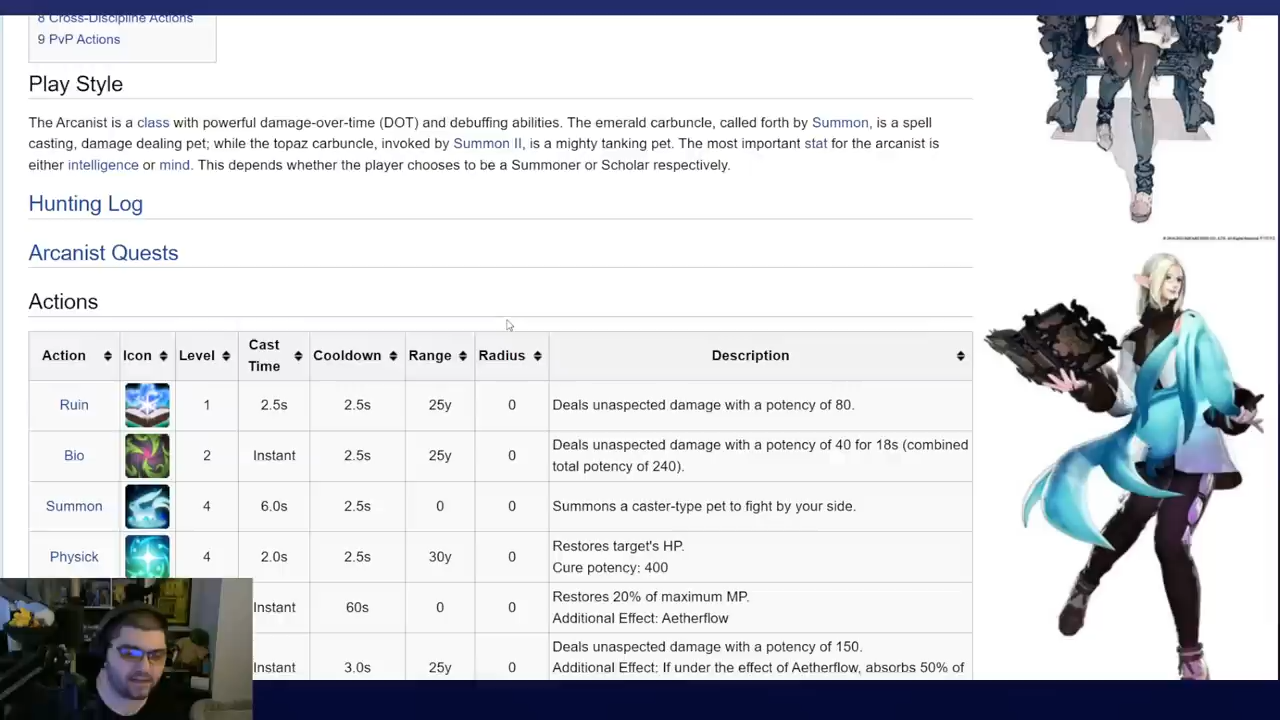 8 Cross-Discipline Actions
9 PvP Actions
Play Style
The Arcanist is a class with powerful damage-over-time (DOT) and debuffing abilities. The emerald carbuncle, called forth by Summon, is a spell
casting, damage dealing pet; while the topaz carbuncle, invoked by Summon II, is a mighty tanking pet. The most important stat for the arcanist is
either intelligence or mind. This depends whether the player chooses to be a Summoner or Scholar respectively.
Hunting Log
Arcanist Quests
Actions
Action Icon Level Cast Time Cooldown Range Radius Description
Ruin 1 2.5s 2.5s 25y 0 Deals unaspected damage with a potency of 80.
Bio 2 Instant 2.5s 25y 0 Deals unaspected damage with a potency of 40 for 18s (combined
total potency of 240).
Summon 4 6.0s 2.5s 0 0 Summons a caster-type pet to fight by your side.
Physick 4 2.0s 2.5s 30y 0 Restores target's HP.
Cure potency: 400
Instant 60s 0 0 Restores 20% of maximum MP.
Additional Effect: Aetherflow
Instant 3.0s 25y 0 Deals unaspected damage with a potency of 150.
Additional Effect: If under the effect of Aetherflow, absorbs 50% of